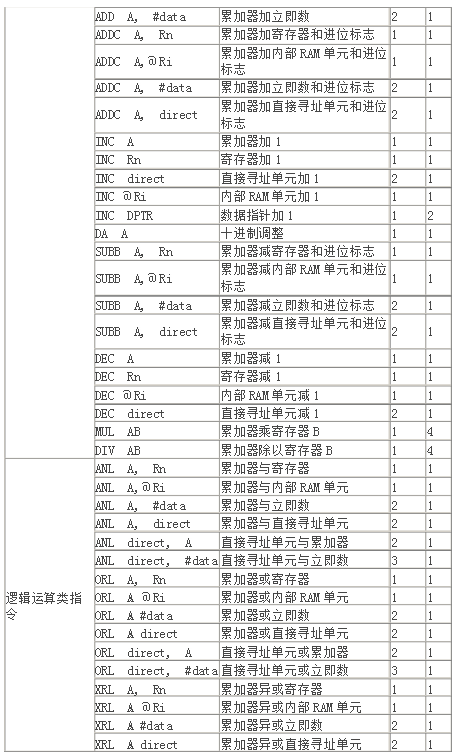 ADD A, #data 累加器加立即数 2 1
ADDC A, Rn 累加器加寄存器和进位标志 1 1
ADDC A,@Ri 累加器加内部RAM单元和进位
标志 1 1
ADDC A, #data 累加器加立即数和进位标志 2 1
ADDC A, direct 累加器加直接寻址单元和进位
标志 2 1
INC A 累加器加1 1 1
INC Rn 寄存器加1 1 1
INC direct 直接寻址单元加1 2 1
INC @Ri 内部RAM单元加1 1 1
INC DPTR 数据指针加1 1 2
DA A 十进制调整 1 1
SUBB A, Rn 累加器减寄存器和进位标志 1 1
SUBB A,@Ri 累加器减内部RAM单元和进位
标志 1 1
SUBB A, #data 累加器减立即数和进位标志 2 1
SUBB A, direct 累加器减直接寻址单元和进位
标志 2 1
DEC A 累加器减1 1 1
DEC Rn 寄存器减1 1 1
DEC @Ri 内部RAM单元减1 1 1
DEC direct 直接寻址单元减1 2 1
MUL AB 累加器乘寄存器B 1 4
DIV AB 累加器除以寄存器B 1 4
逻辑运算类指
令
ANL A, Rn 累加器与寄存器 1 1
ANL A,@Ri 累加器与内部RAM单元 1 1
ANL A, #data 累加器与立即数 2 1
ANL A, direct 累加器与直接寻址单元 2 1
ANL direct, A 直接寻址单元与累加器 2 1
ANL direct, #data 直接寻址单元与立即数 3 1
ORL A, Rn 累加器或寄存器 1 1
ORL A @Ri 累加器或内部RAM单元 1 1
ORL A #data 累加器或立即数 2 1
ORL A direct 累加器或直接寻址单元 2 1
ORL direct, A 直接寻址单元或累加器 2 1
ORL direct, #data 直接寻址单元或立即数 3 1
XRL A, Rn 累加器异或寄存器 1 1
XRL A @Ri 累加器异或内部RAM单元 1 1
XRL A #data 累加器异或立即数 2 1
XRL A direct 累加器异或直接寻址单元 2 1